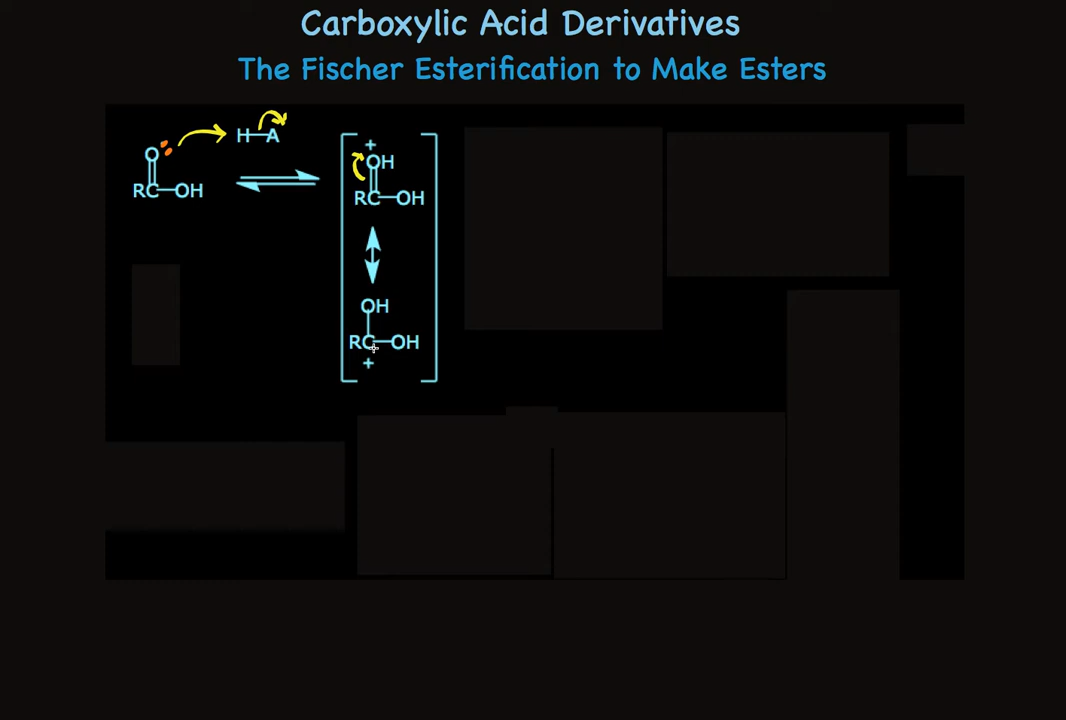 Carboxylic Acid Derivatives
The Fischer Esterification to Make Esters
H—A
O
RC—OH
+
OH
RC—OH
OH
RC—OH
+